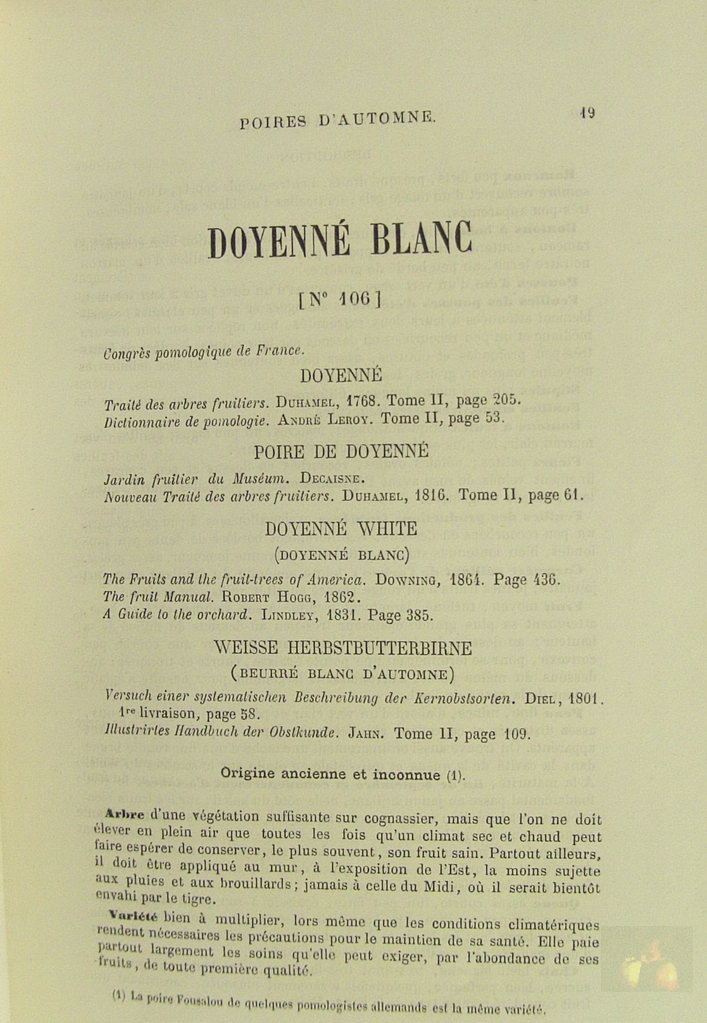 POIRES D'AUTOMNE.
19
DOYENNÉ BLANC
[N° 106]
Congrès pomologique de France.
DOYENNÉ
Traité des arbres fruitiers. DUHAMEL, 1768. Tome II, page 205.
Dictionnaire de pomologie. ANDRÉ LEROY. Tome II, page 53.
POIRE DE DOYENNÉ
Jardin fruitier du Muséum. DECAISNE.
Nouveau Traité des arbres fruitiers. DUHAMEL, 1816. Tome II, page 61.
DOYENNÉ WHITE
(DOYENNÉ BLANC)
The Fruits and the fruit-trees of America. DOWNING, 1864. Page 436.
The fruit Manual. ROBERT HOGG, 1862.
A Guide to the orchard. LINDLEY, 1831. Page 385.
WEISSE HERBSTBUTTERBIRNE
(BEURRÉ BLANC D'AUTOMNE)
Versuch einer systematischen Beschreibung der Kernobstsorten. DIEL, 1801.
1re livraison, page 58.
Illustrirtes Handbuch der Obstkunde. JAHN. Tome II, page 109.
Origine ancienne et inconnue (1).
Arbre d'une végétation suffisante sur cognassier, mais que l'on ne doit
élever en plein air que toutes les fois qu'un climat sec et chaud peut
faire espérer de conserver, le plus souvent, son fruit sain. Partout ailleurs,
il doit être appliqué au mur, à l'exposition de l'Est, la moins sujette
aux pluies et aux brouillards; jamais à celle du Midi, où il serait bientôt
envahi par le tigre.
Variété bien à multiplier, lors même que les conditions climatériques
rendent nécessaires les précautions pour le maintien de sa santé. Elle paie
partout largement les soins qu'elle peut exiger, par l'abondance de ses
fruits, de toute première qualité.
(1) La poire Fousalou de quelques pomologistes allemands est la même variété.